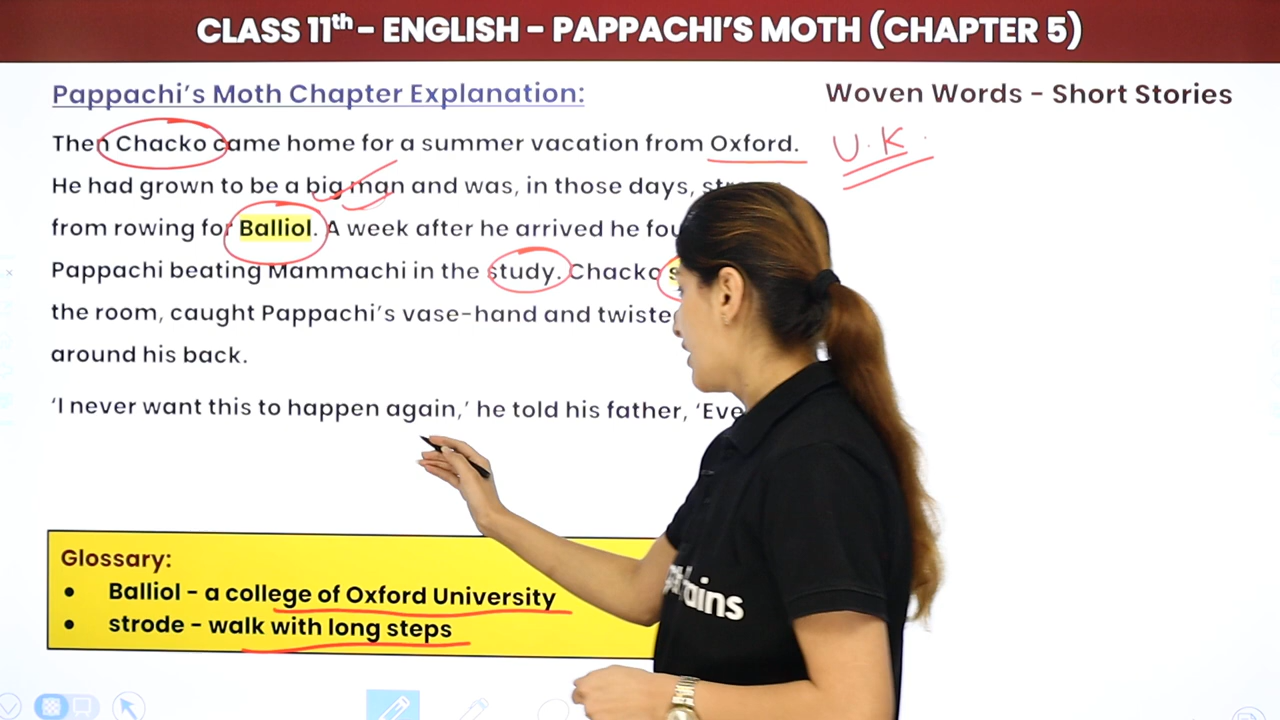 CLASS 11th - ENGLISH - PAPPACHI'S MOTH (CHAPTER 5)
Pappachi's Moth Chapter Explanation:
Woven Words - Short Stories
Then Chacko came home for a summer vacation from Oxford. U.K.
He had grown to be a big man and was, in those days,
from rowing for Balliol. A week after he arrived he
Pappachi beating Mammachi in the study. Chacko
the room, caught Pappachi's vase-hand and
around his back.
'I never want this to happen again,' he told his father,
Glossary:
• Balliol - a college of Oxford University
• strode - walk with long steps